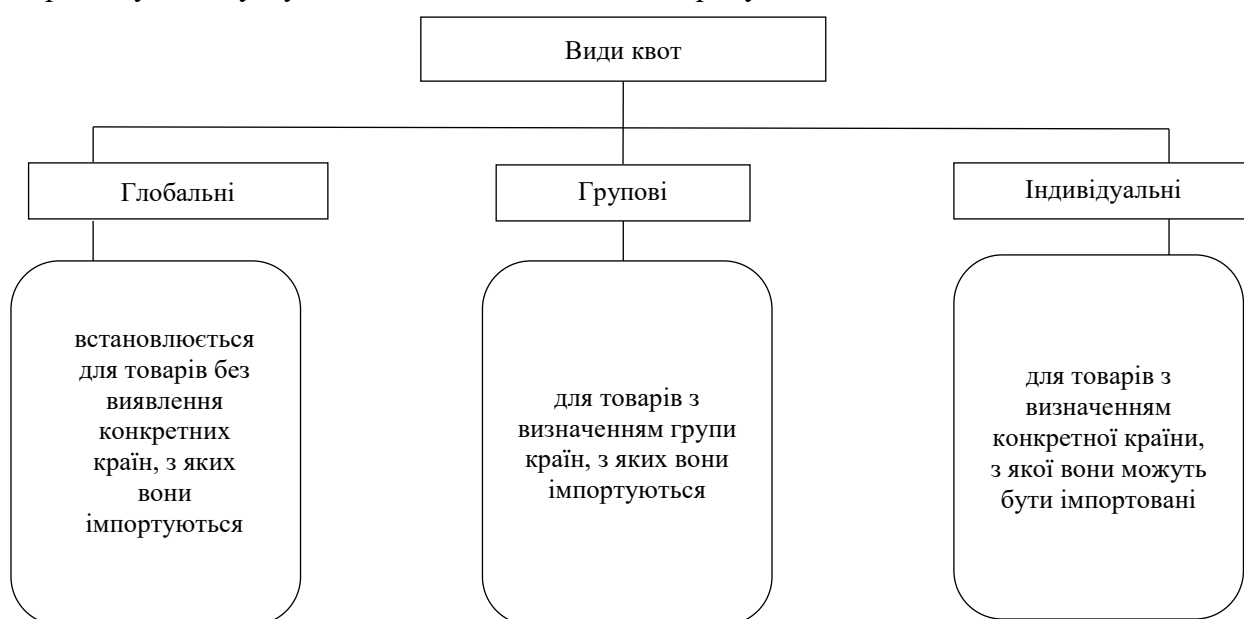 Види квот
Глобальні
Групові
Індивідуальні
встановлюється
для товарів без
виявлення
конкретних
країн, з яких
вони
імпортуються
для товарів з
визначенням групи
країн, з яких вони
імпортуються
для товарів з
визначенням
конкретної країни,
з якої вони можуть
бути імпортовані